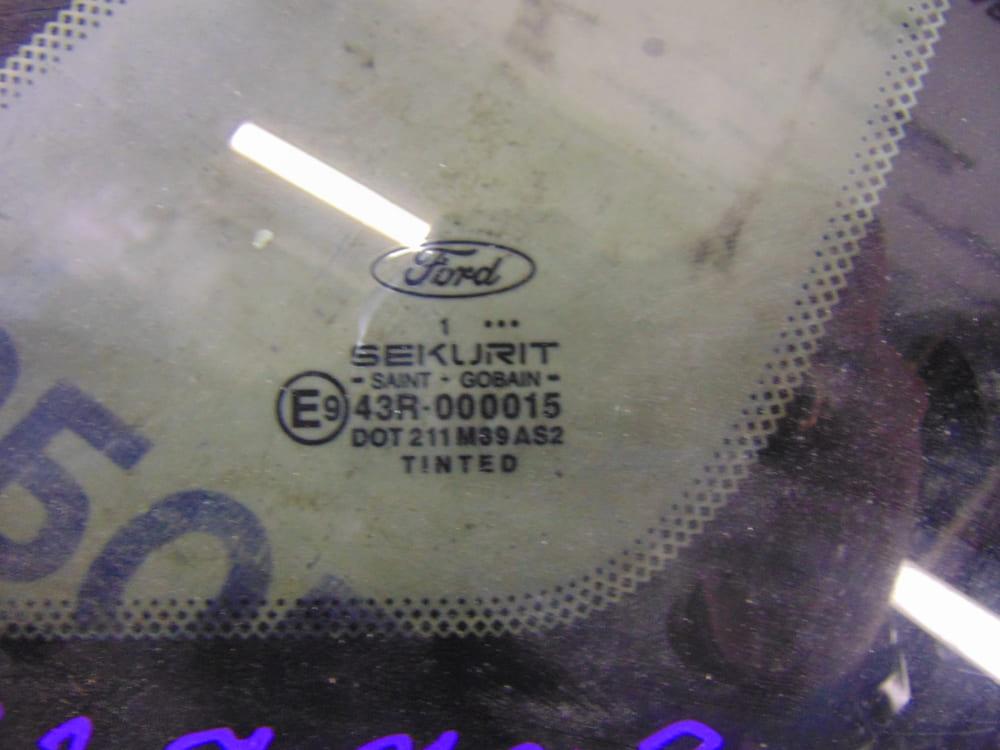 Ford
1 •••
SEKURIT
- SAINT - GOBAIN -
E9 43R-000015
DOT 211 M39 AS2
TINTED